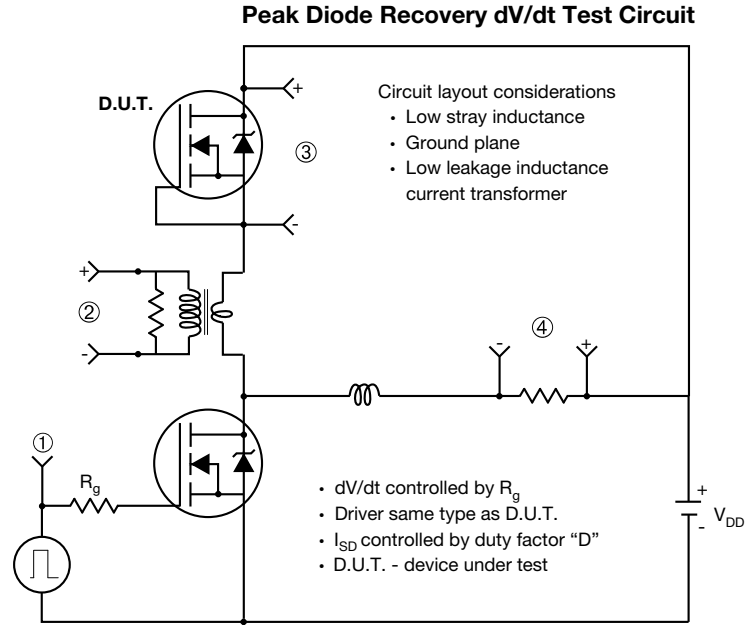 Peak Diode Recovery dV/dt Test Circuit
D.U.T.
+
Circuit layout considerations
• Low stray inductance
• Ground plane
• Low leakage inductance
current transformer
③
-
+
②
-
④
-
+
①
Rg
• dV/dt controlled by Rg
• Driver same type as D.U.T.
• ISD controlled by duty factor “D”
• D.U.T. - device under test
+
-
VDD